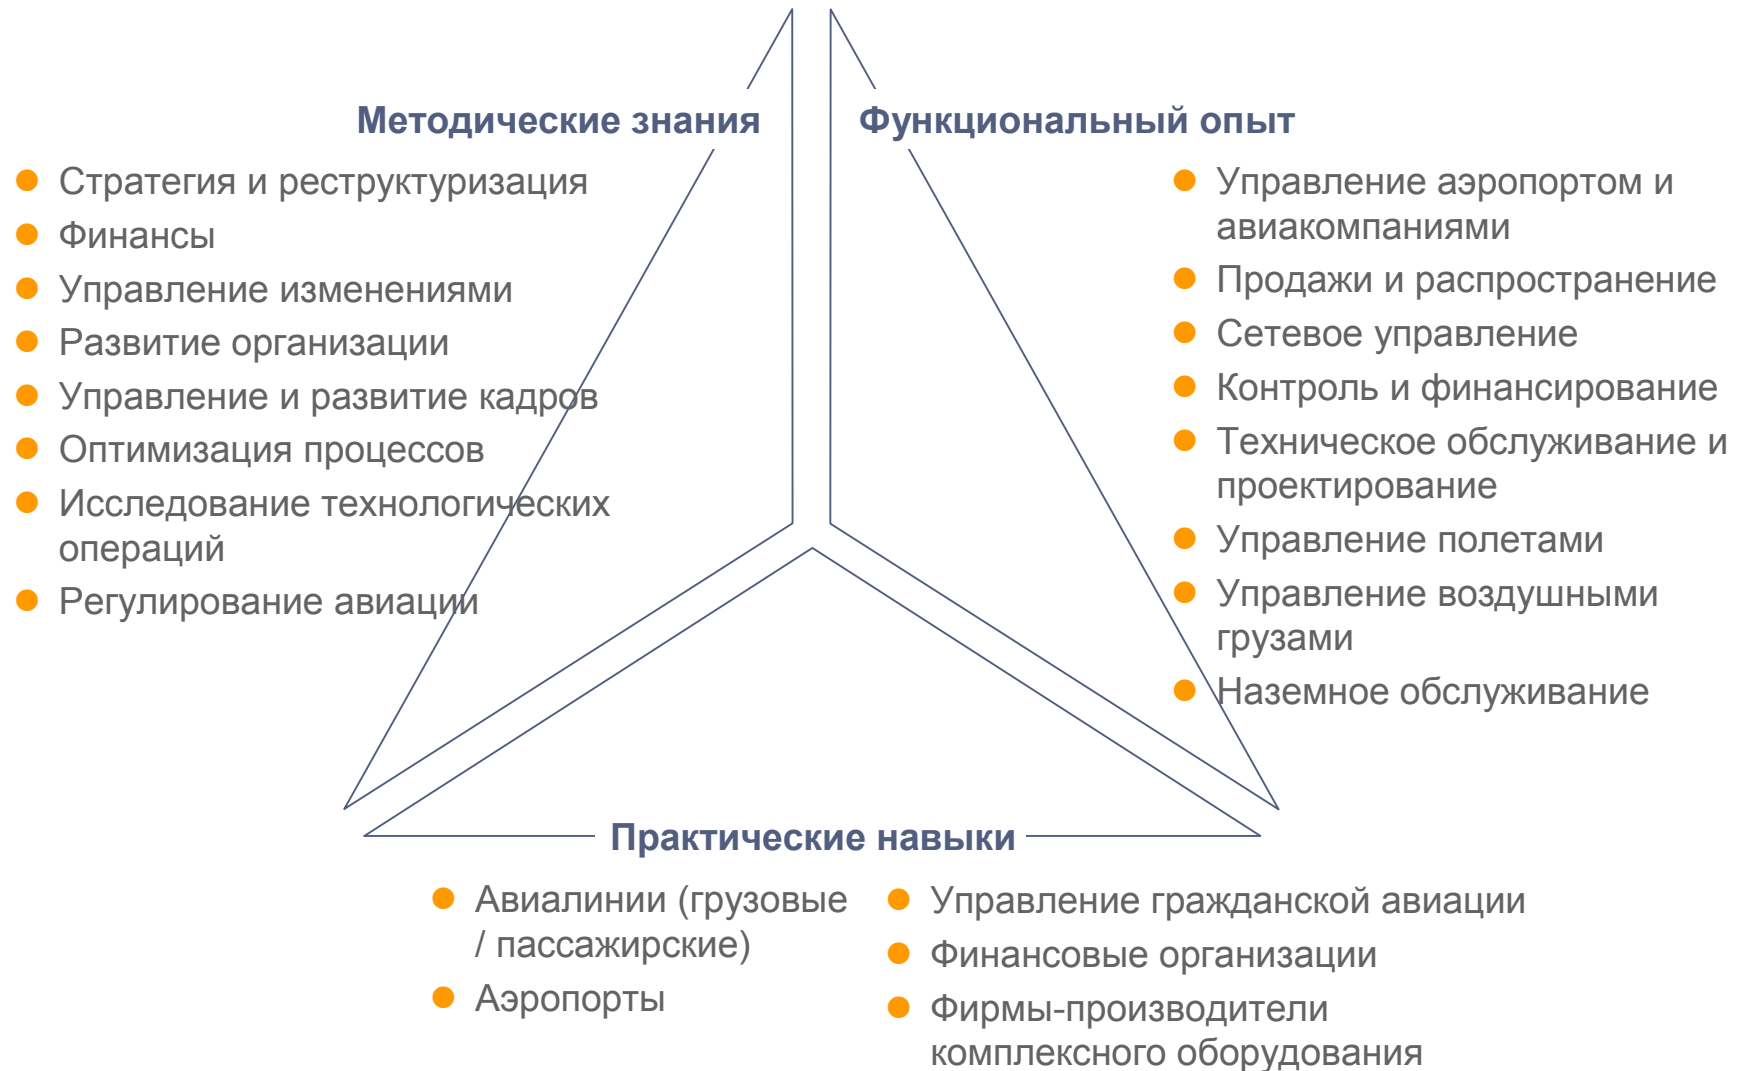 Методические знания
Стратегия и реструктуризация
Финансы
Управление изменениями
Развитие организации
Управление и развитие кадров
Оптимизация процессов
Исследование технологических
операций
Регулирование авиации
Функциональный опыт
Управление аэропортом и
авиакомпаниями
Продажи и распространение
Сетевое управление
Контроль и финансирование
Техническое обслуживание и
проектирование
Управление полетами
Управление воздушными
грузами
Наземное обслуживание
Практические навыки
Авиалинии (грузовые
/ пассажирские)
Аэропорты
Управление гражданской авиации
Финансовые организации
Фирмы-производители
комплексного оборудования